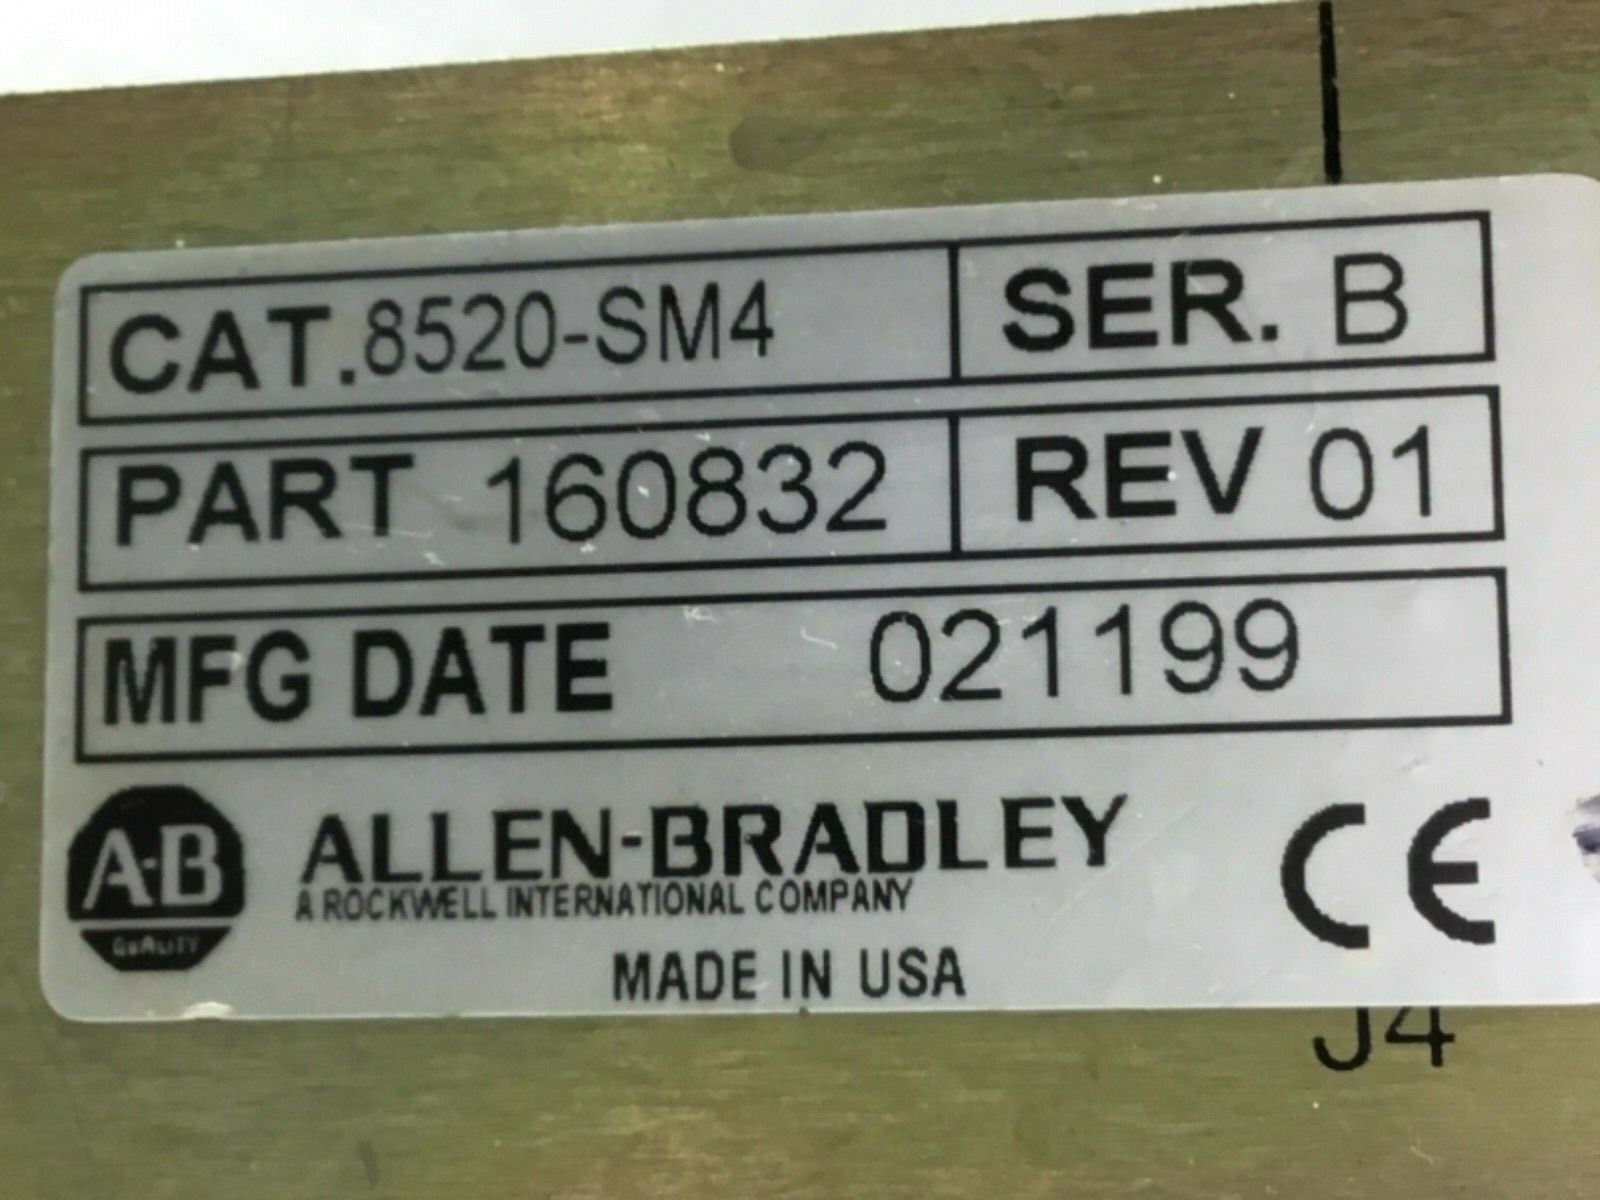 CAT. 8520-SM4 SER. B
PART 160832 REV 01
MFG DATE 021199
A-B
QUALITY
ALLEN-BRADLEY
A ROCKWELL INTERNATIONAL COMPANY
CE
MADE IN USA
J4